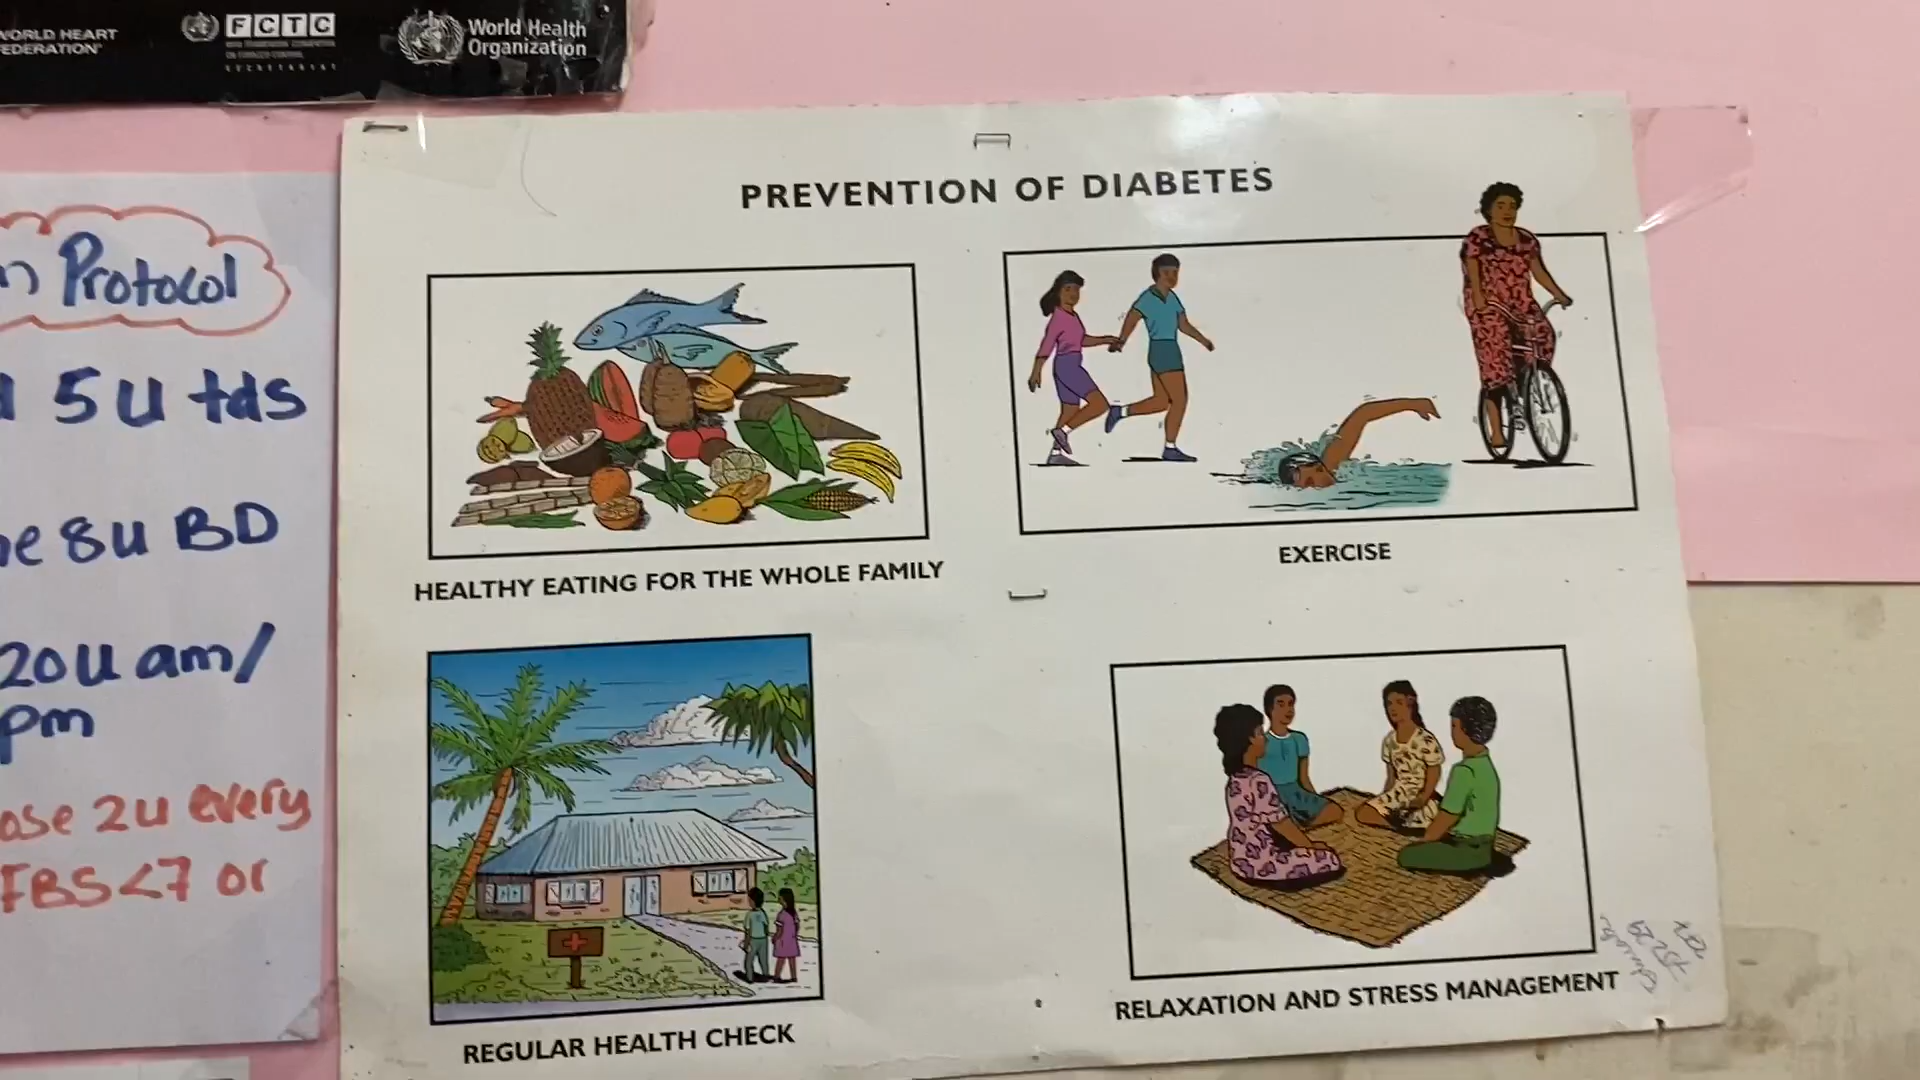 WORLD HEART
FEDERATION
FCTC
SECRETARIAT
World Health
Organization
Protocol
5u tds
8u BD
20u am/
pm
2u every
FBS<7 or
PREVENTION OF DIABETES
HEALTHY EATING FOR THE WHOLE FAMILY
EXERCISE
REGULAR HEALTH CHECK
RELAXATION AND STRESS MANAGEMENT